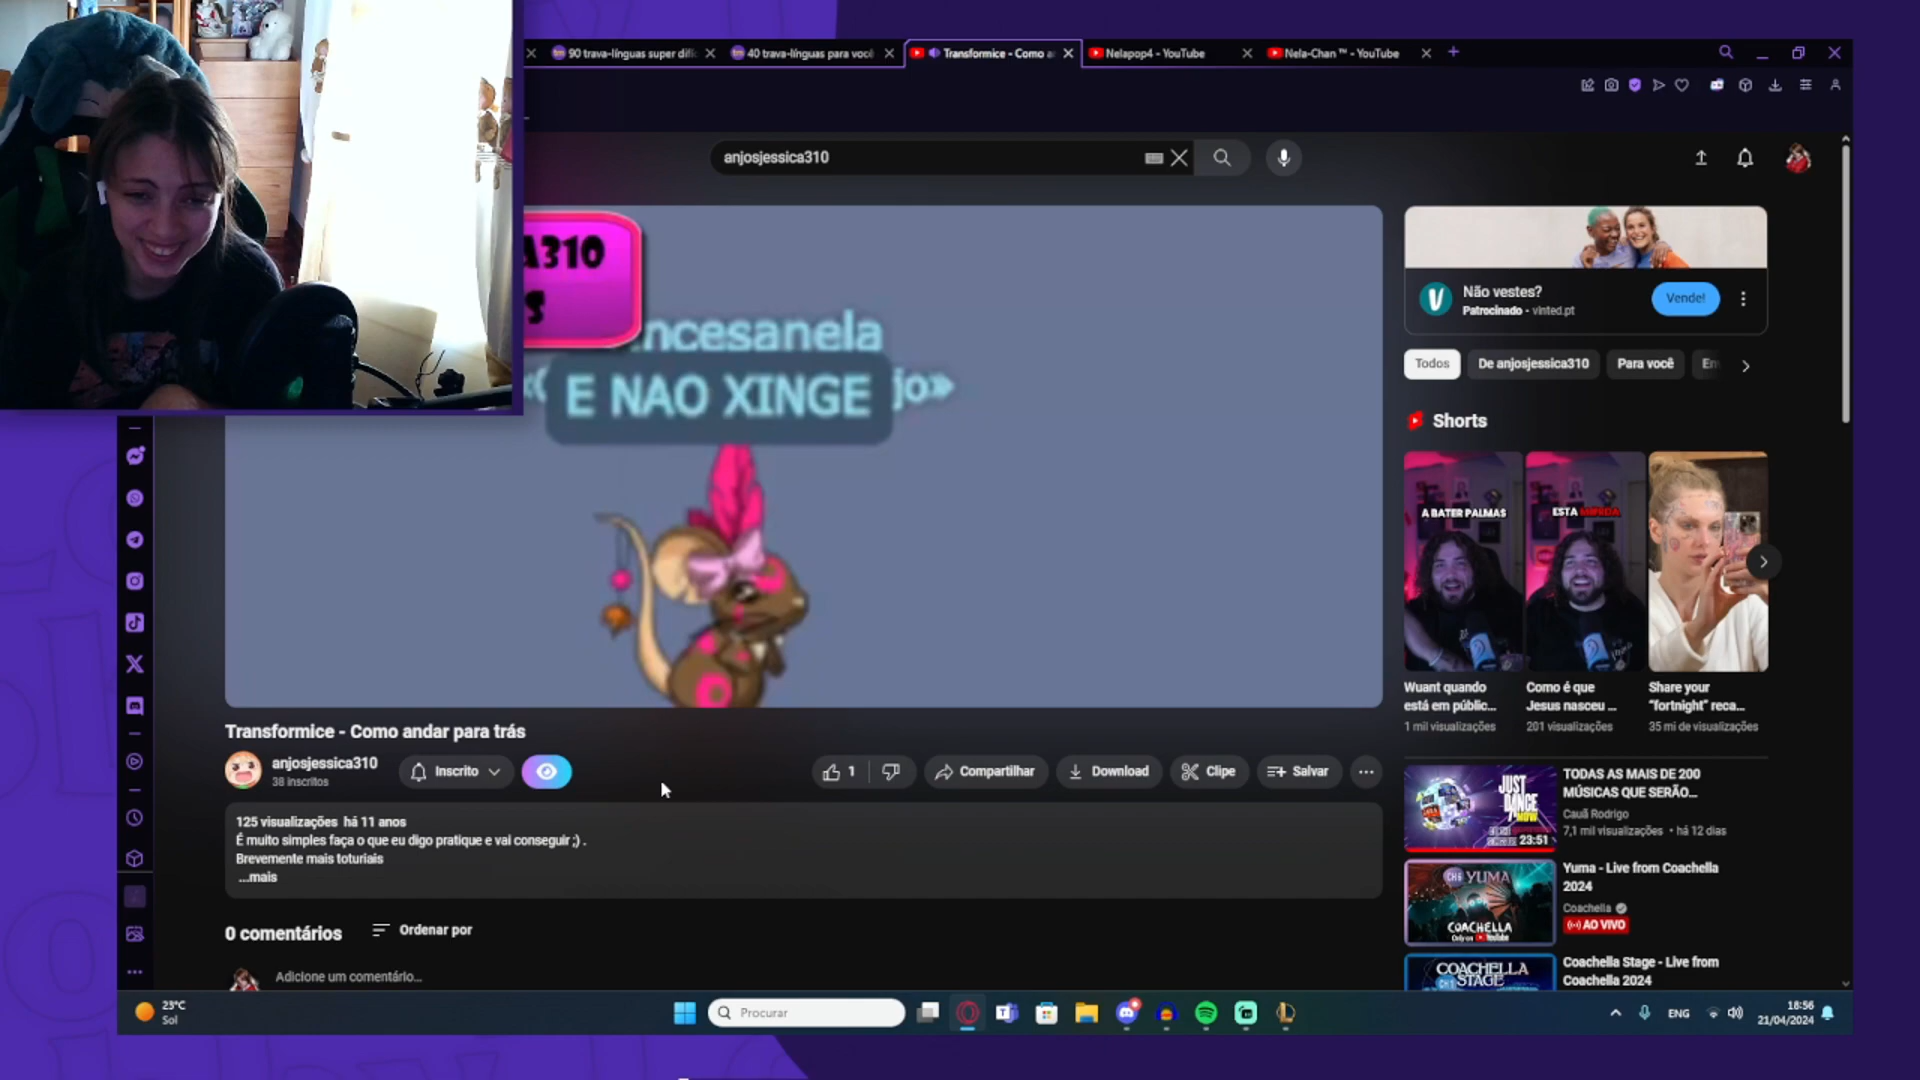 90 trava-línguas super difí
40 trava-línguas para você
Transformice - Como a
Nelapop4 - YouTube
Nela-Chan ™ - YouTube
anjosjessica310
A310
S
ncesanela
E NAO XINGE
jo»
Não vestes?
Patrocinado · vinted.pt
Vende!
Todos
De anjosjessica310
Para você
En
Shorts
A BATER PALMAS
ESTA MERDA
Wuant quando
está em públic...
1 mil visualizações
Como é que
Jesus nasceu ...
201 visualizações
Share your
"fortnight" reca...
35 mi de visualizações
Transformice - Como andar para trás
anjosjessica310
38 inscritos
Inscrito
1
Compartilhar
Download
Clipe
Salvar
125 visualizações há 11 anos
É muito simples faça o que eu digo pratique e vai conseguir ;) .
Brevemente mais toturiais
...mais
0 comentários
Ordenar por
Adicione um comentário...
JUST
DANCE
NOW
23:51
TODAS AS MAIS DE 200
MÚSICAS QUE SERÃO...
Cauã Rodrigo
7,1 mil visualizações • há 12 dias
YUMA
COACHELLA
Only on YouTube
Yuma - Live from Coachella
2024
Coachella
AO VIVO
COACHELLA
STAGE
Coachella Stage - Live from
Coachella 2024
23°C
Sol
Procurar
ENG
18:56
21/04/2024